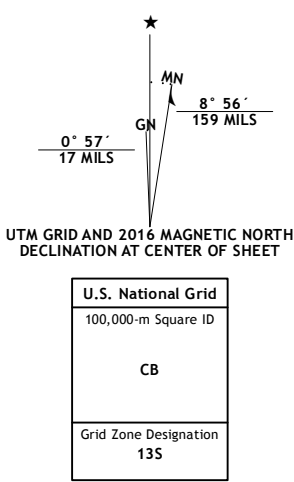 MN
8° 56´
159 MILS
GN
0° 57´
17 MILS
UTM GRID AND 2016 MAGNETIC NORTH
DECLINATION AT CENTER OF SHEET
U.S. National Grid
100,000-m Square ID
CB
Grid Zone Designation
13S